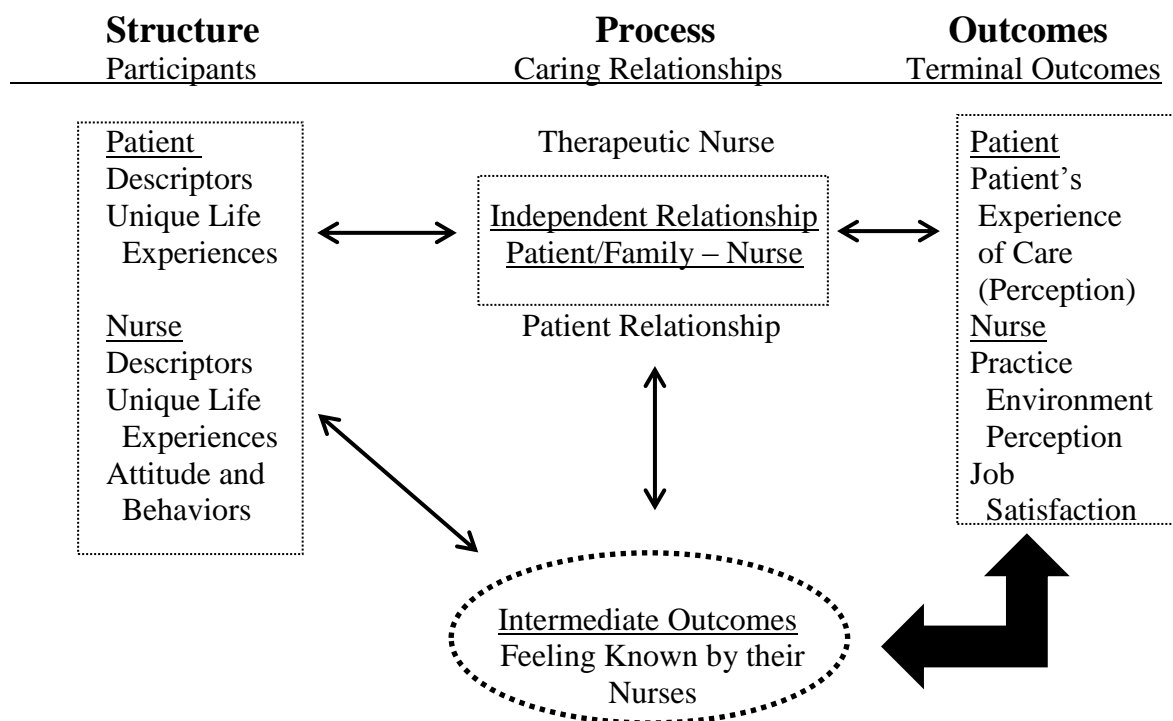 Structure
Participants
Process
Caring Relationships
Outcomes
Terminal Outcomes
Patient
Descriptors
Unique Life
Experiences
Nurse
Descriptors
Unique Life
Experiences
Attitude and
Behaviors
Therapeutic Nurse
Independent Relationship
Patient/Family – Nurse
Patient Relationship
Intermediate Outcomes
Feeling Known by their
Nurses
Patient
Patient’s
Experience
of Care
(Perception)
Nurse
Practice
Environment
Perception
Job
Satisfaction